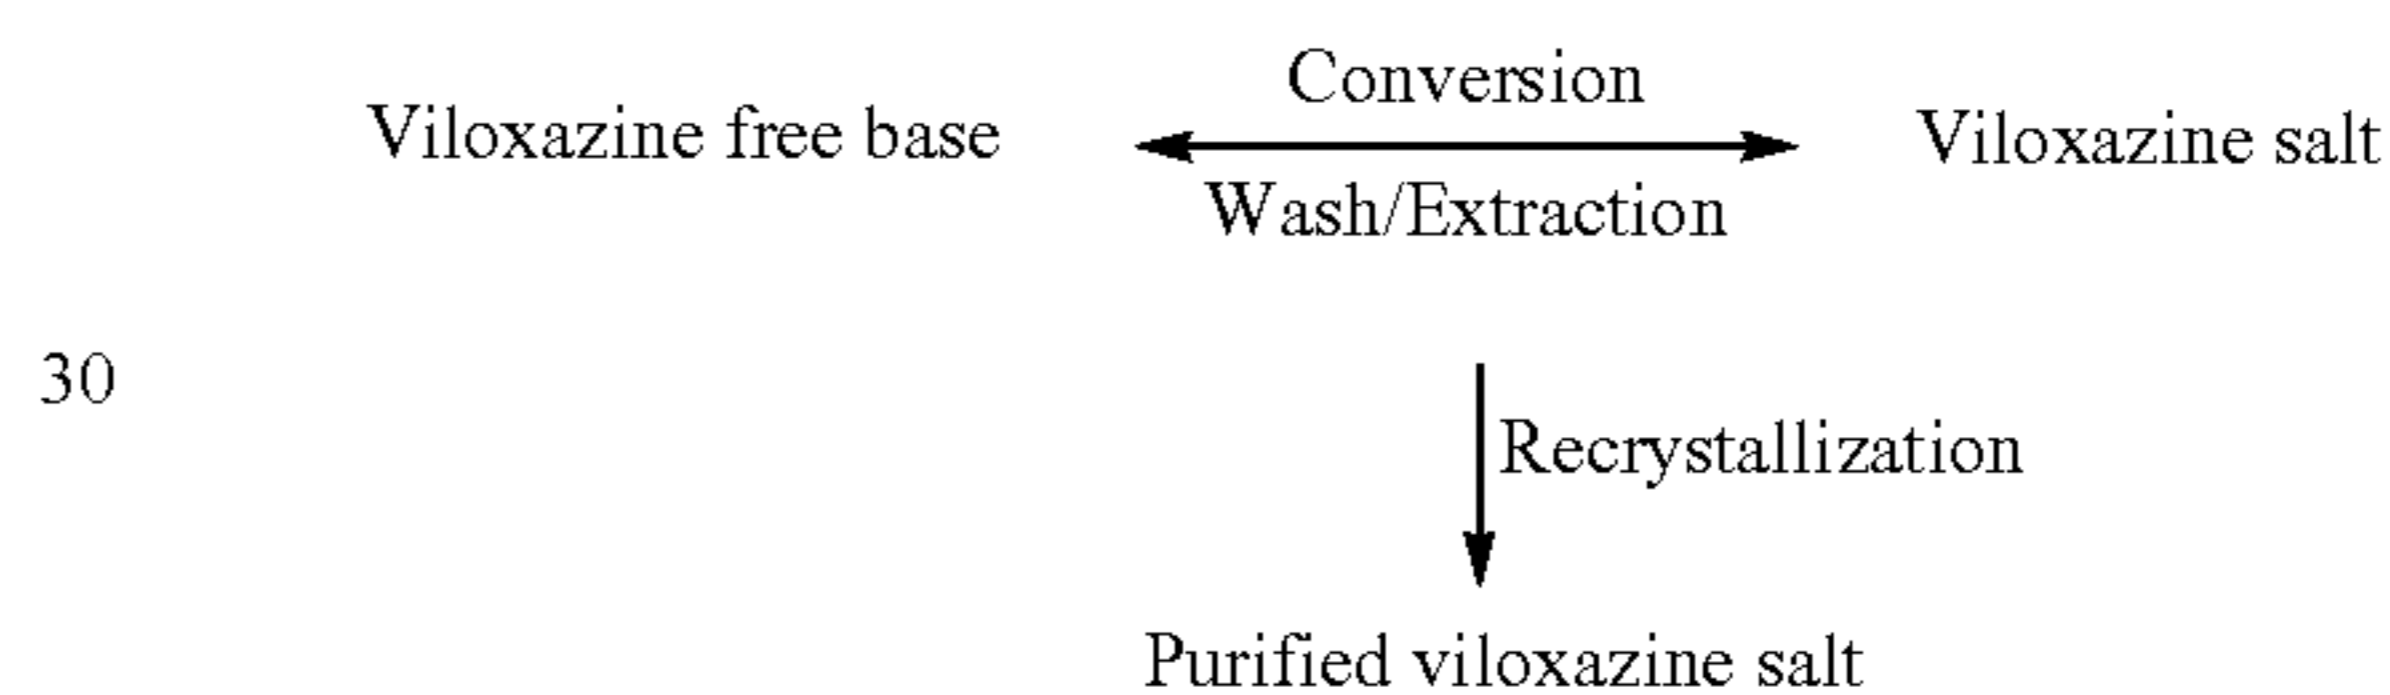 Conversion
Viloxazine free base Viloxazine salt
Wash/Extraction
30
Recrystallization
Purified viloxazine salt